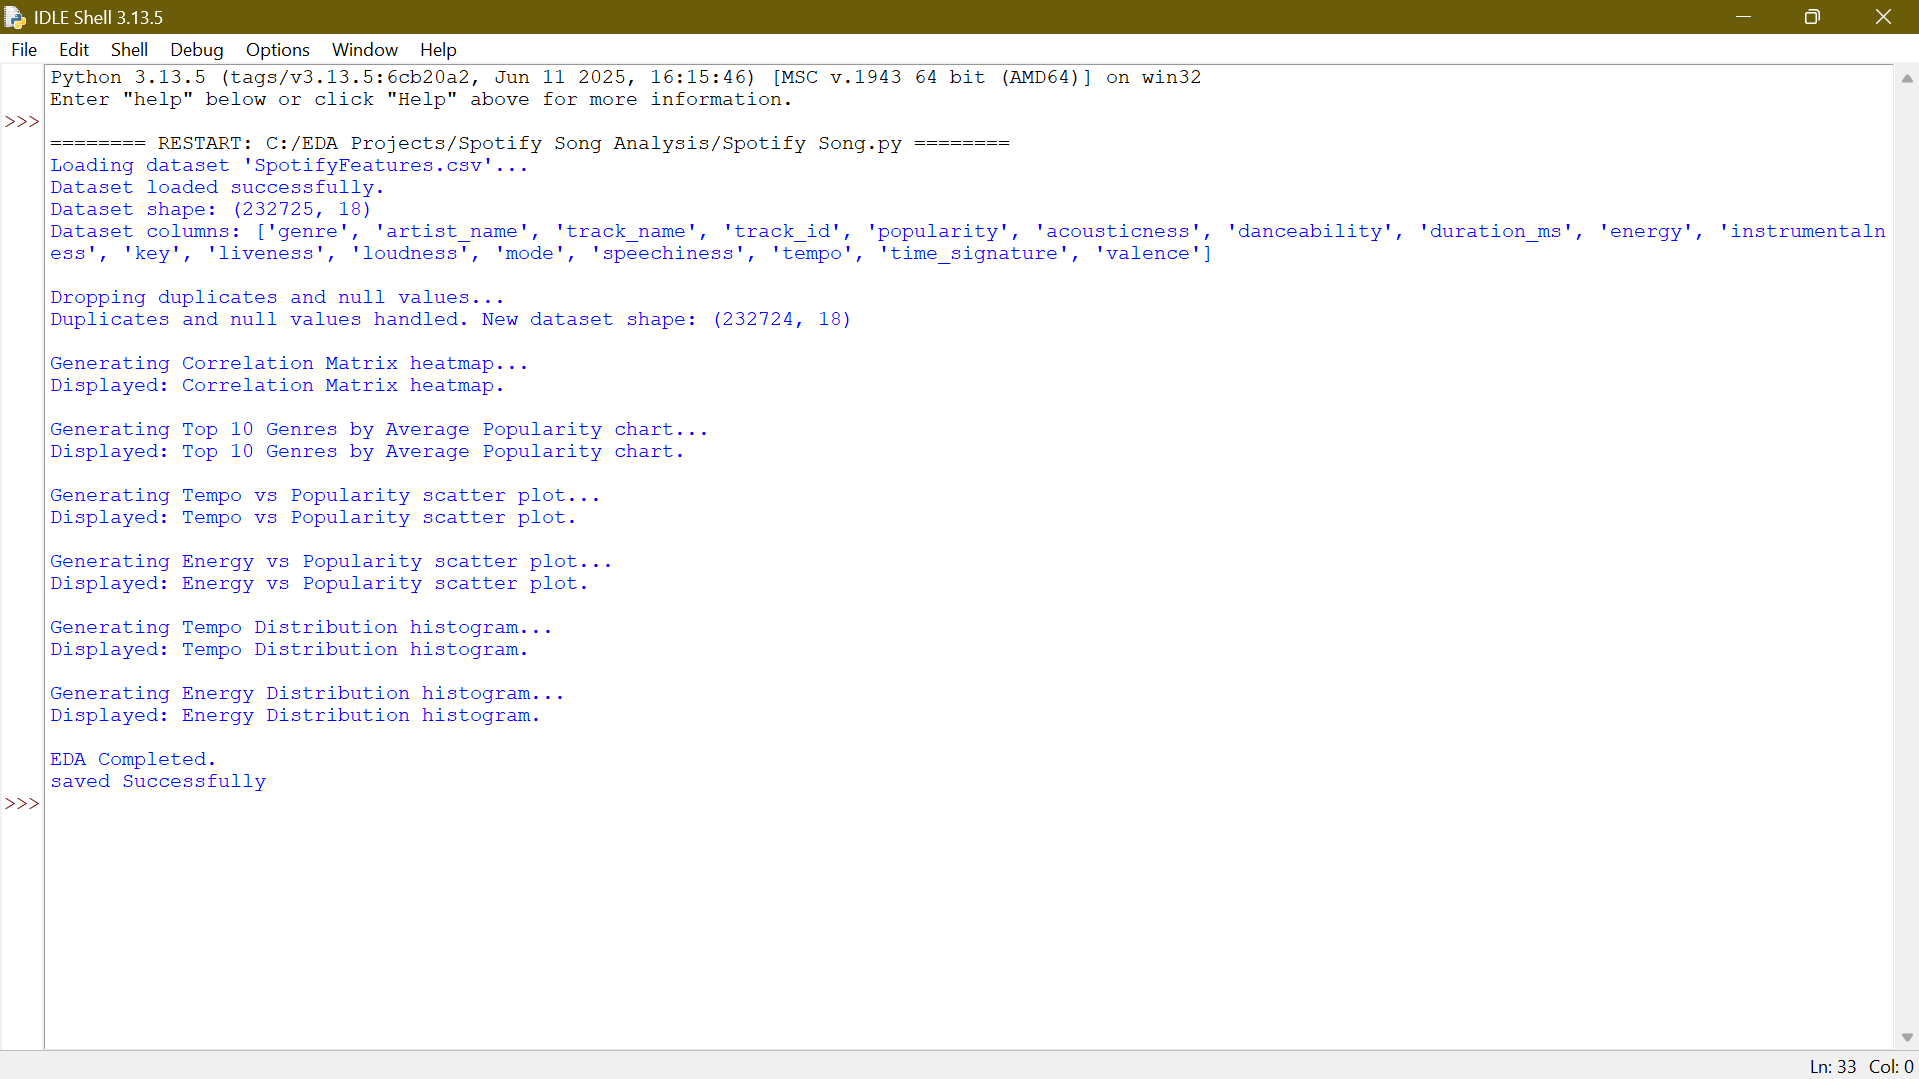 IDLE Shell 3.13.5
File Edit Shell Debug Options Window Help
Python 3.13.5 (tags/v3.13.5:6cb20a2, Jun 11 2025, 16:15:46) [MSC v.1943 64 bit (AMD64)] on win32
Enter "help" below or click "Help" above for more information.
>>>
======== RESTART: C:/EDA Projects/Spotify Song Analysis/Spotify Song.py ========
Loading dataset 'SpotifyFeatures.csv'...
Dataset loaded successfully.
Dataset shape: (232725, 18)
Dataset columns: ['genre', 'artist_name', 'track_name', 'track_id', 'popularity', 'acousticness', 'danceability', 'duration_ms', 'energy', 'instrumentaln
ess', 'key', 'liveness', 'loudness', 'mode', 'speechiness', 'tempo', 'time_signature', 'valence']
Dropping duplicates and null values...
Duplicates and null values handled. New dataset shape: (232724, 18)
Generating Correlation Matrix heatmap...
Displayed: Correlation Matrix heatmap.
Generating Top 10 Genres by Average Popularity chart...
Displayed: Top 10 Genres by Average Popularity chart.
Generating Tempo vs Popularity scatter plot...
Displayed: Tempo vs Popularity scatter plot.
Generating Energy vs Popularity scatter plot...
Displayed: Energy vs Popularity scatter plot.
Generating Tempo Distribution histogram...
Displayed: Tempo Distribution histogram.
Generating Energy Distribution histogram...
Displayed: Energy Distribution histogram.
EDA Completed.
saved Successfully
>>>
Ln: 33 Col: 0